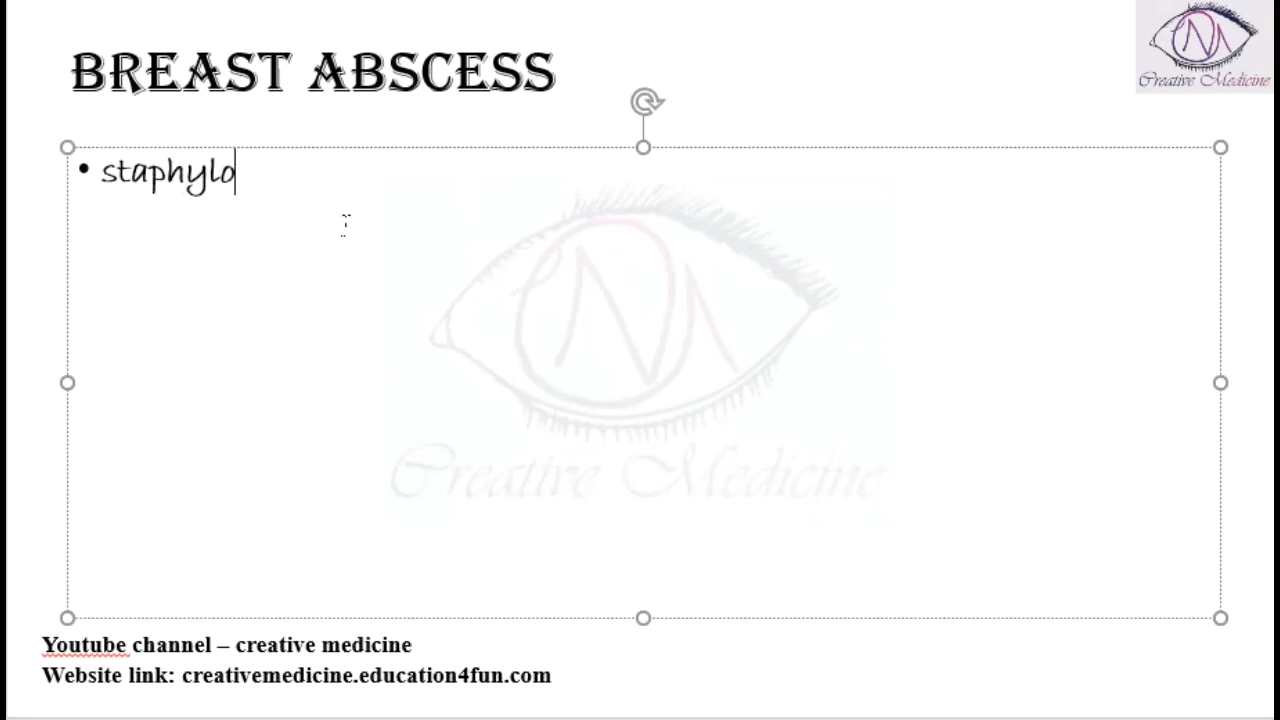 BREAST ABSCESS
Creative Medicine
• staphylo
Creative Medicine
Youtube channel – creative medicine
Website link: creativemedicine.education4fun.com